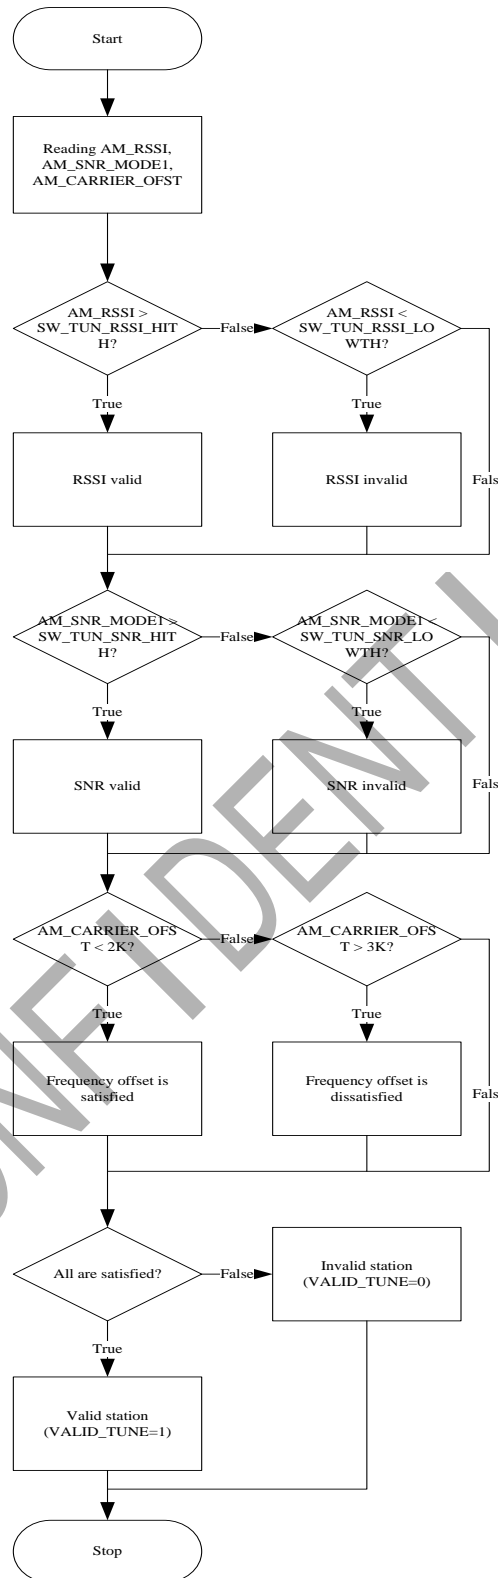 Start
Reading AM_RSSI,
AM_SNR_MODE1,
AM_CARRIER_OFST
AM_RSSI >
SW_TUN_RSSI_HIT
H?
False
AM_RSSI <
SW_TUN_RSSI_LO
WTH?
True
True
RSSI valid
RSSI invalid
Fals
AM_SNR_MODE1 >
SW_TUN_SNR_HIT
H?
False
AM_SNR_MODE1 <
SW_TUN_SNR_LO
WTH?
True
True
SNR valid
SNR invalid
Fals
AM_CARRIER_OFS
T < 2K?
False
AM_CARRIER_OFS
T > 3K?
True
True
Frequency offset is
satisfied
Frequency offset is
dissatisfied
Fals
All are satisfied?
False
Invalid station
(VALID_TUNE=0)
True
Valid station
(VALID_TUNE=1)
Stop
ONFIDENTI